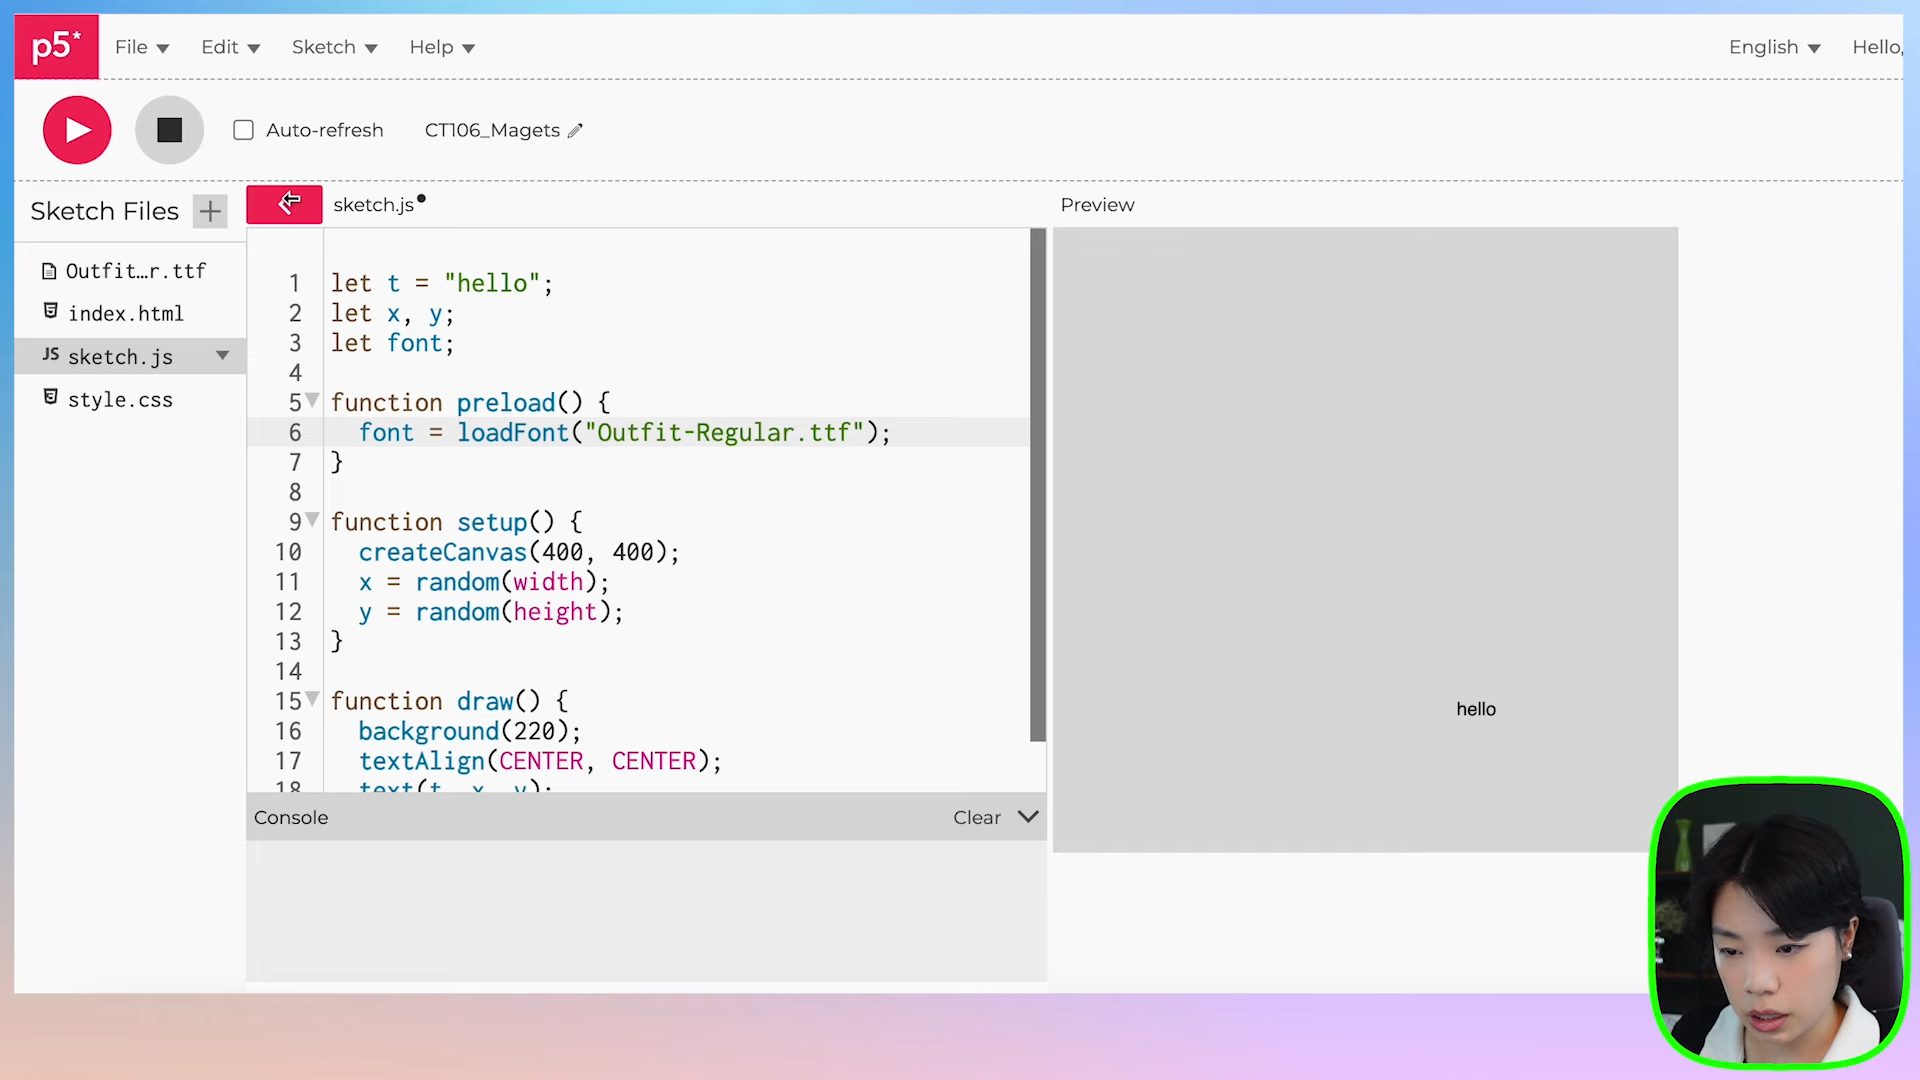 p5* File Edit Sketch Help English Hello,
Auto-refresh CT106_Magets
Sketch Files
Outfit…r.ttf
index.html
JS sketch.js
style.css
sketch.js
Preview
1 let t = "hello";
2 let x, y;
3 let font;
4
5 function preload() {
6 font = loadFont("Outfit-Regular.ttf");
7 }
8
9 function setup() {
10 createCanvas(400, 400);
11 x = random(width);
12 y = random(height);
13 }
14
15 function draw() {
16 background(220);
17 textAlign(CENTER, CENTER);
18 text(t, x, y);
hello
Console Clear